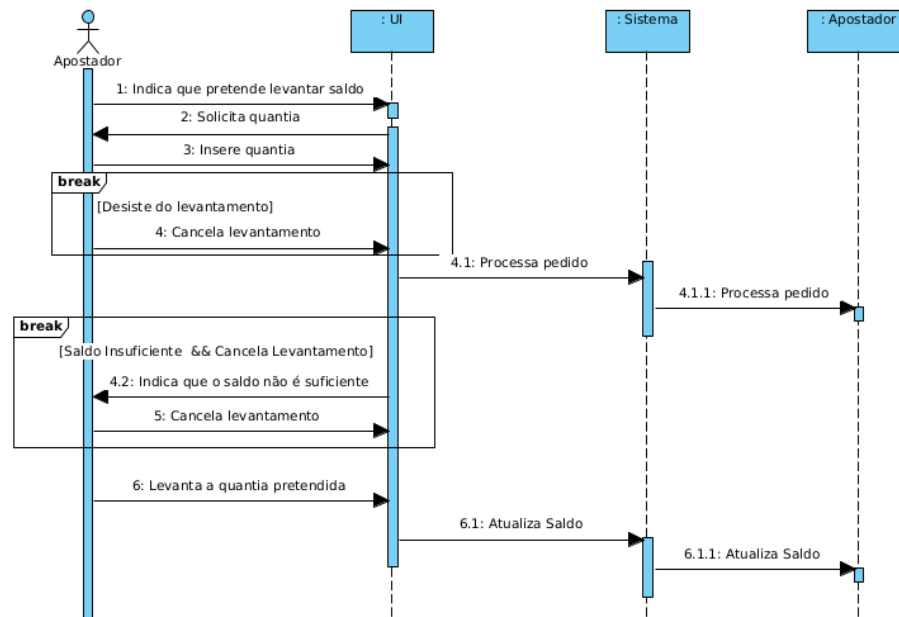 : UI
: Sistema
: Apostador
Apostador
1: Indica que pretende levantar saldo
2: Solicita quantia
3: Insere quantia
break
[Desiste do levantamento]
4: Cancela levantamento
4.1: Processa pedido
4.1.1: Processa pedido
break
[Saldo Insuficiente && Cancela Levantamento]
4.2: Indica que o saldo não é suficiente
5: Cancela levantamento
6: Levanta a quantia pretendida
6.1: Atualiza Saldo
6.1.1: Atualiza Saldo